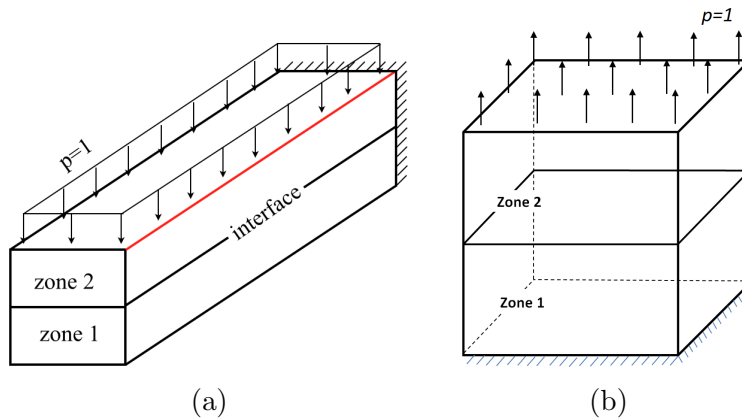 p=1
interface
zone 2
zone 1
(a)
p=1
Zone 2
Zone 1
(b)